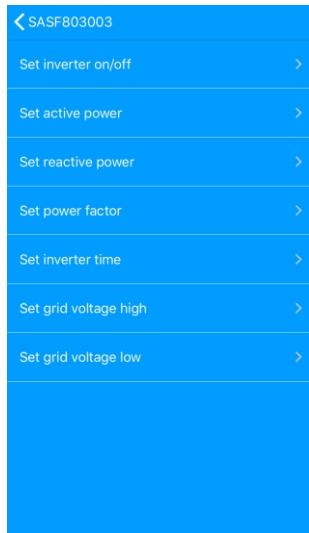 SASF803003
Set inverter on/off
Set active power
Set reactive power
Set power factor
Set inverter time
Set grid voltage high
Set grid voltage low